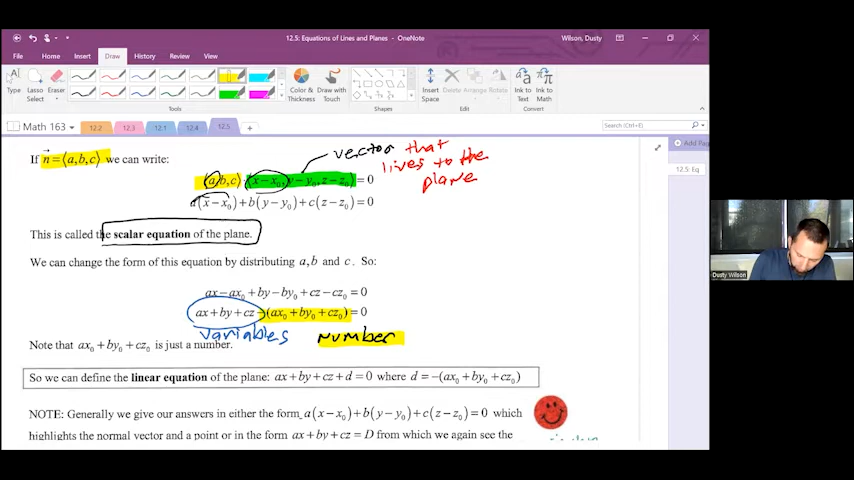 12.5: Equations of Lines and Planes - OneNote
Wilson, Dusty
File Home Insert Draw History Review View
Type Lasso Select Eraser
Color & Thickness Draw with Touch
Insert Space Delete Arrange Rotate
Ink to Text Ink to Math
Tools Shapes Edit Help
Math 163 12.2 12.3 12.1 12.4 12.5
Search (Ctrl+E)
Add Pag
12.5: Eq
If n = ⟨a,b,c⟩ we can write:
vector that lives to the plane
⟨a,b,c⟩·⟨x−x₀, y−y₀, z−z₀⟩=0
a(x−x₀)+b(y−y₀)+c(z−z₀)=0
This is called the scalar equation of the plane.
We can change the form of this equation by distributing a,b and c. So:
ax−ax₀+by−by₀+cz−cz₀=0
ax+by+cz−(ax₀+by₀+cz₀)=0
variables number
Note that ax₀+by₀+cz₀ is just a number.
So we can define the linear equation of the plane: ax+by+cz+d=0 where d=−(ax₀+by₀+cz₀)
NOTE: Generally we give our answers in either the form a(x−x₀)+b(y−y₀)+c(z−z₀)=0 which
highlights the normal vector and a point or in the form ax+by+cz=D from which we again see the
Dusty Wilson